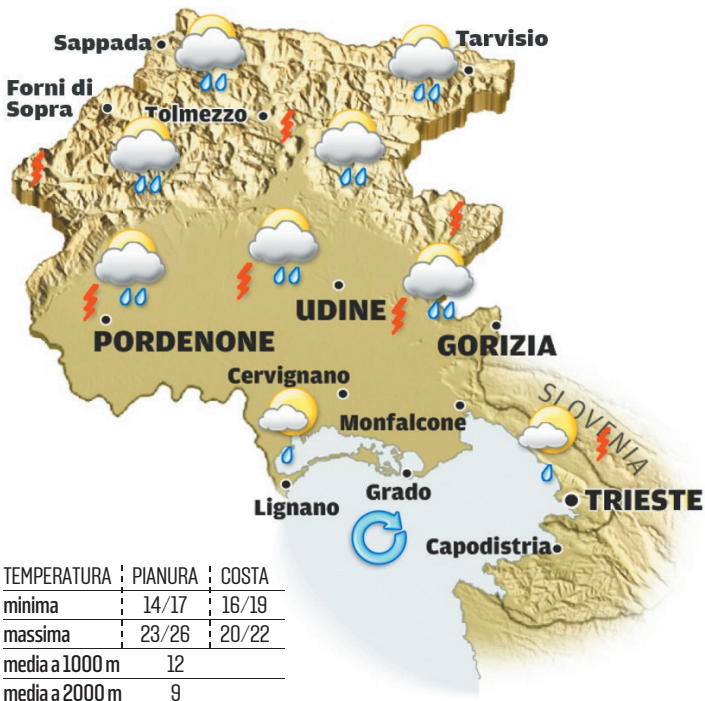 Sappada
Tarvisio
Forni di
Sopra
Tolmezzo
UDINE
PORDENONE
GORIZIA
Cervignano
SLOVENIA
Monfalcone
Lignano
Grado
TRIESTE
Capodistria
TEMPERATURA PIANURA COSTA
minima 14/17 16/19
massima 23/26 20/22
media a 1000 m 12
media a 2000 m 9